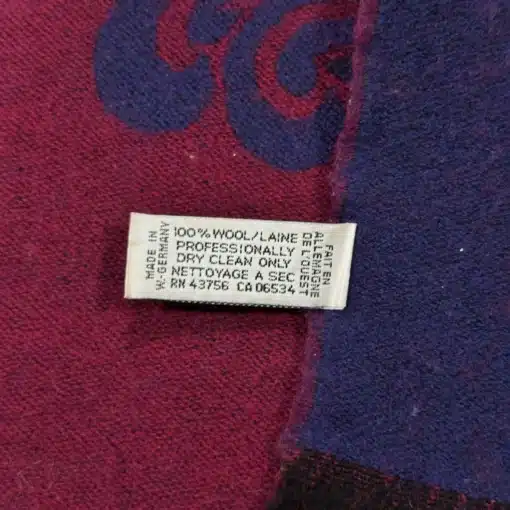 MADE IN
W.-GERMANY
100% WOOL/LAINE
PROFESSIONALLY
DRY CLEAN ONLY
NETTOYAGE A SEC
RN 43756 CA 06534
FAIT EN
ALLEMAGNE
DE L'OUEST